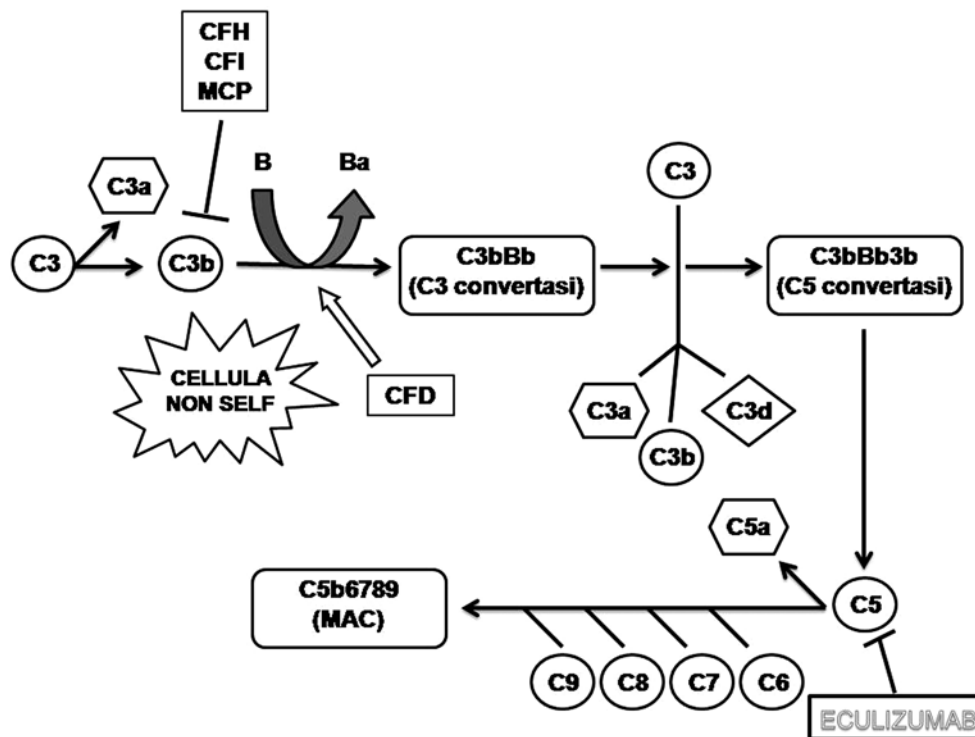 CFH
CFI
MCP
B
Ba
C3
C3a
C3
C3b
C3bBb
(C3 convertasi)
C3bBb3b
(C5 convertasi)
CELLULA
NON SELF
CFD
C3a
C3d
C3b
C5a
C5b6789
(MAC)
C5
C9
C8
C7
C6
ECULIZUMAB